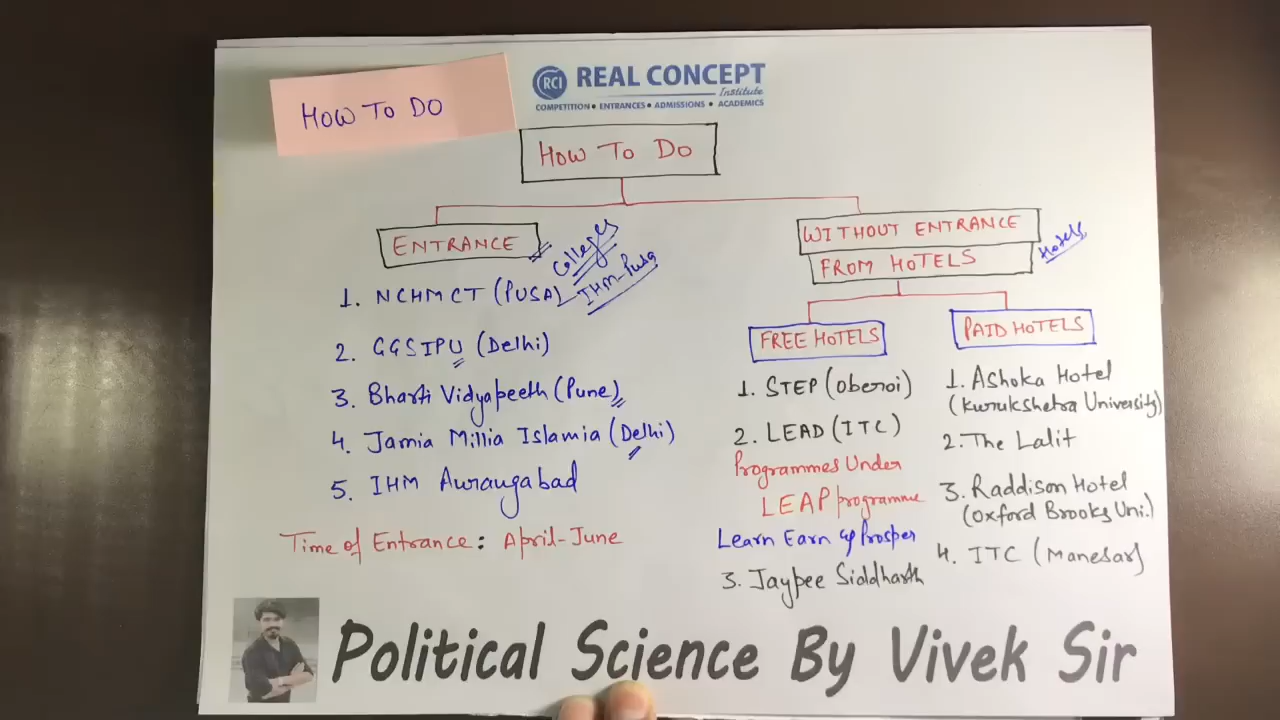 HOW TO DO
RCI REAL CONCEPT
Institute
COMPETITION • ENTRANCES • ADMISSIONS • ACADEMICS
HOW TO DO
ENTRANCE
Colleges
IHM-Pusa
1. NCHMCT (PUSA)
2. GGSIPU (Delhi)
3. Bharti Vidyapeeth (Pune)
4. Jamia Millia Islamia (Delhi)
5. IHM Aurangabad
Time of Entrance: April-June
WITHOUT ENTRANCE
FROM HOTELS
Hotels
FREE HOTELS
1. STEP (Oberoi)
2. LEAD (ITC)
Programmes Under
LEAP programme
Learn Earn & Prosper
3. Jaypee Siddharth
PAID HOTELS
1. Ashoka Hotel
(Kurukshetra University)
2. The Lalit
3. Raddison Hotel
(Oxford Brooks Uni.)
4. ITC (Manesar)
Political Science By Vivek Sir